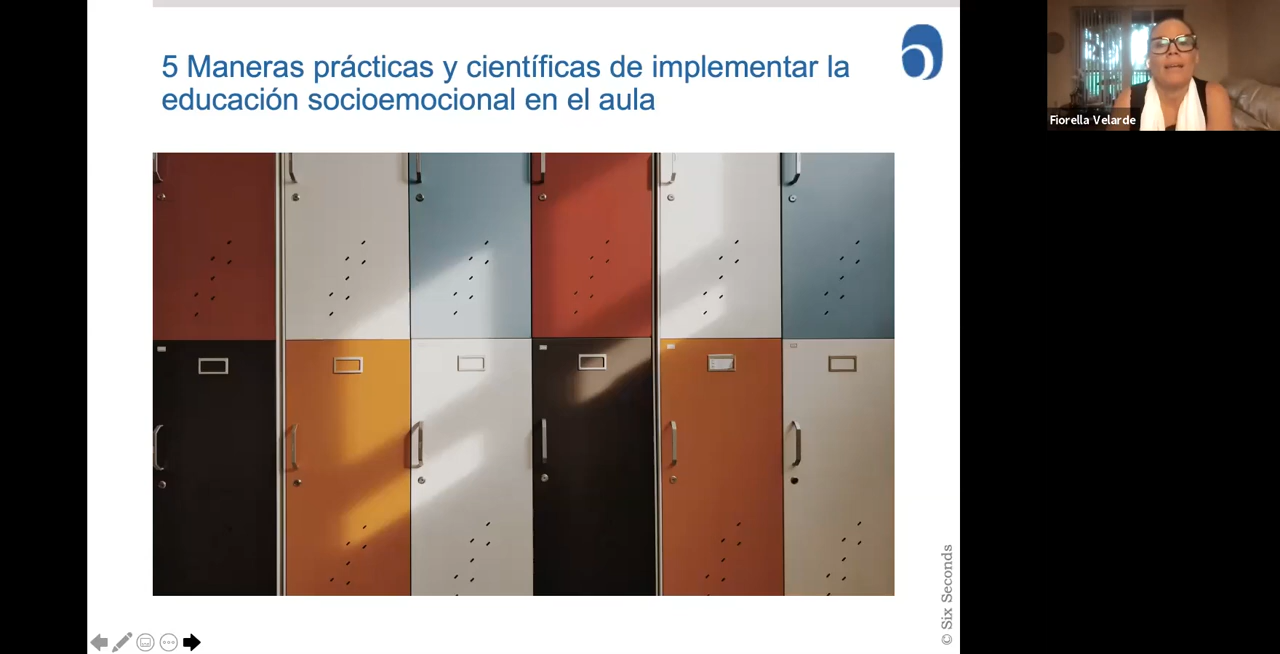 5 Maneras prácticas y científicas de implementar la
educación socioemocional en el aula
Fiorella Velarde
© Six Seconds